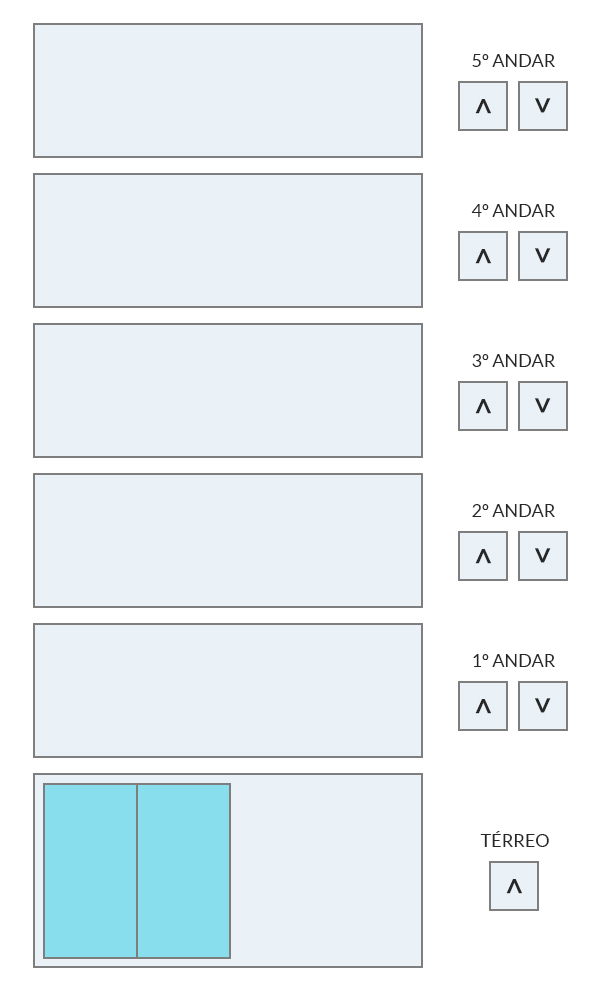 5º ANDAR
ʌ v
4º ANDAR
ʌ v
3º ANDAR
ʌ v
2º ANDAR
ʌ v
1º ANDAR
ʌ v
TÉRREO
ʌ